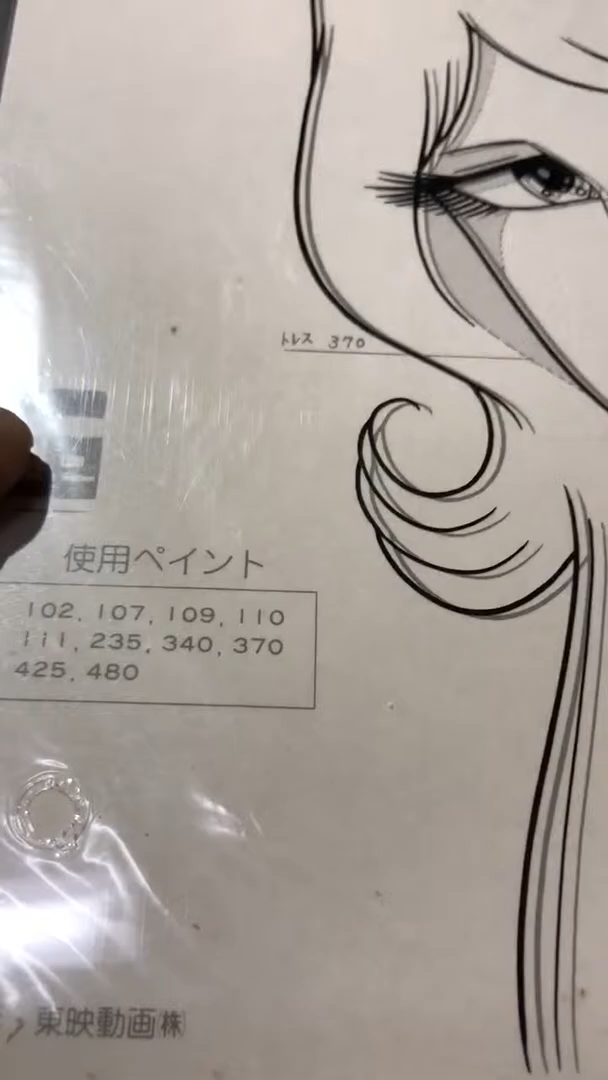 トレス 370
使用ペイント
102, 107, 109, 110
111, 235, 340, 370
425, 480
東映動画㈱